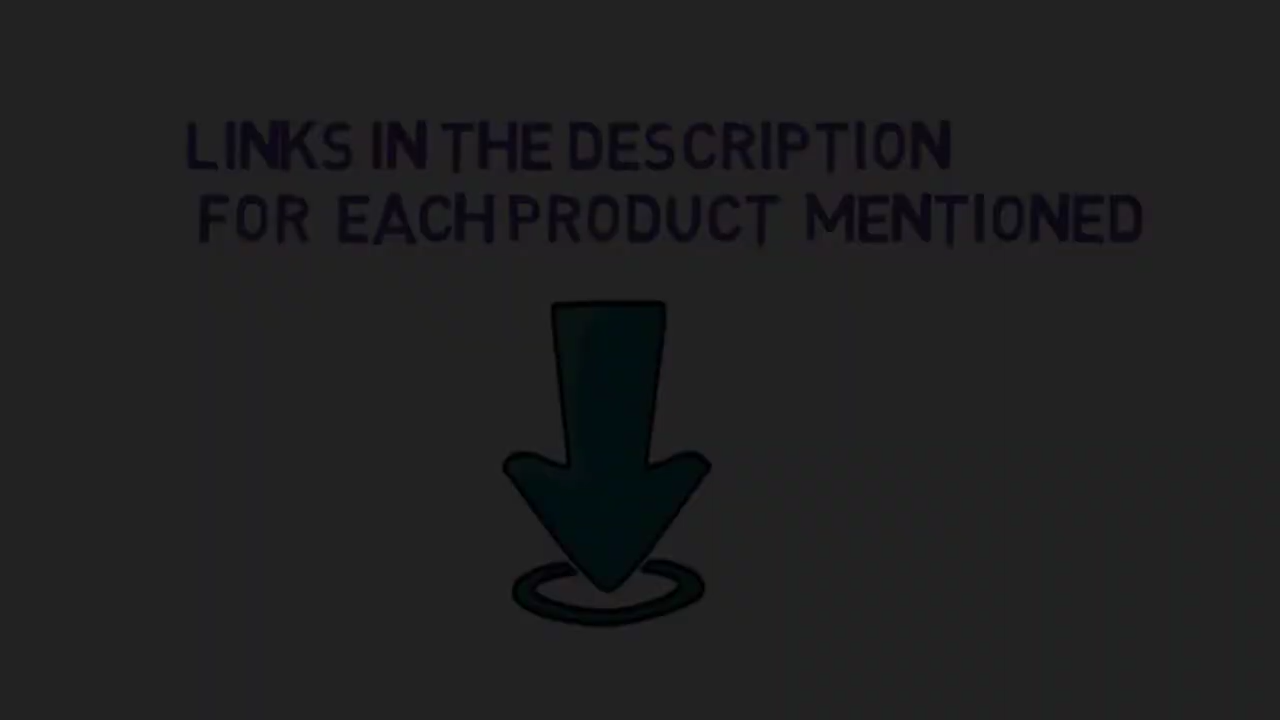 LINKS IN THE DESCRIPTION
FOR EACH PRODUCT MENTIONED